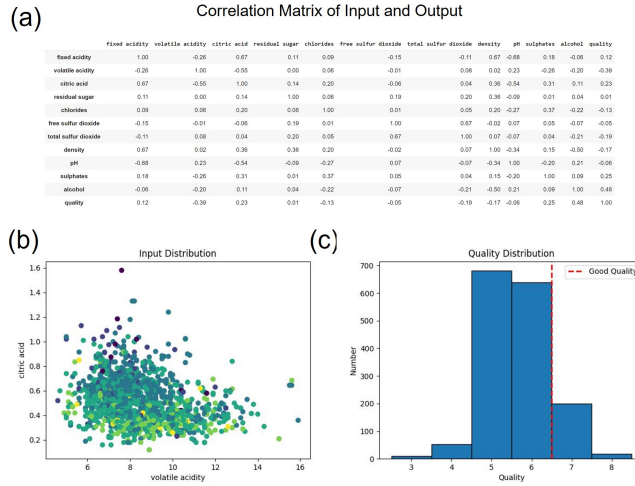 (a)
Correlation Matrix of Input and Output
fixed acidity volatile acidity citric acid residual sugar chlorides free sulfur dioxide total sulfur dioxide density pH sulphates alcohol quality
fixed acidity 1.00 -0.26 0.67 0.11 0.09 -0.15 -0.11 0.67 -0.68 0.18 -0.06 0.12
volatile acidity -0.26 1.00 -0.55 0.00 0.06 -0.01 0.08 0.02 0.23 -0.26 -0.20 -0.39
citric acid 0.67 -0.55 1.00 0.14 0.20 -0.06 0.04 0.36 -0.54 0.31 0.11 0.23
residual sugar 0.11 0.00 0.14 1.00 0.06 0.19 0.20 0.36 -0.09 0.01 0.04 0.01
chlorides 0.09 0.06 0.20 0.06 1.00 0.01 0.05 0.20 -0.27 0.37 -0.22 -0.13
free sulfur dioxide -0.15 -0.01 -0.06 0.19 0.01 1.00 0.67 -0.02 0.07 0.05 -0.07 -0.05
total sulfur dioxide -0.11 0.08 0.04 0.20 0.05 0.67 1.00 0.07 -0.07 0.04 -0.21 -0.19
density 0.67 0.02 0.36 0.36 0.20 -0.02 0.07 1.00 -0.34 0.15 -0.50 -0.17
pH -0.68 0.23 -0.54 -0.09 -0.27 0.07 -0.07 -0.34 1.00 -0.20 0.21 -0.06
sulphates 0.18 -0.26 0.31 0.01 0.37 0.05 0.04 0.15 -0.20 1.00 0.09 0.25
alcohol -0.06 -0.20 0.11 0.04 -0.22 -0.07 -0.21 -0.50 0.21 0.09 1.00 0.48
quality 0.12 -0.39 0.23 0.01 -0.13 -0.05 -0.19 -0.17 -0.06 0.25 0.48 1.00
(b)
Input Distribution
1.6
1.4
1.2
1.0
0.8
0.6
0.4
0.2
citric acid
6 8 10 12 14 16
volatile acidity
(c)
Quality Distribution
Good Quality
700
600
500
400
300
200
100
0
Number
3 4 5 6 7 8
Quality